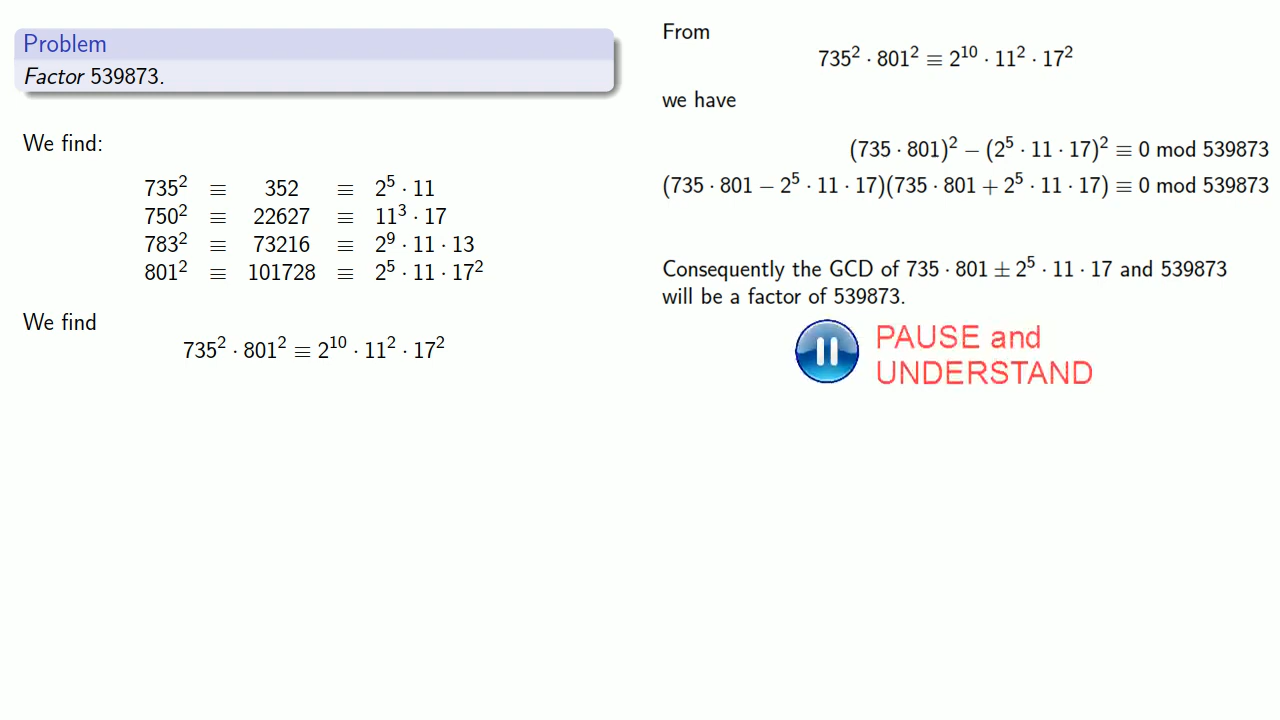 Problem
Factor 539873.
We find:
735² ≡ 352 ≡ 2⁵ · 11
750² ≡ 22627 ≡ 11³ · 17
783² ≡ 73216 ≡ 2⁹ · 11 · 13
801² ≡ 101728 ≡ 2⁵ · 11 · 17²
We find
735² · 801² ≡ 2¹⁰ · 11² · 17²
From
735² · 801² ≡ 2¹⁰ · 11² · 17²
we have
(735 · 801)² − (2⁵ · 11 · 17)² ≡ 0 mod 539873
(735 · 801 − 2⁵ · 11 · 17)(735 · 801 + 2⁵ · 11 · 17) ≡ 0 mod 539873
Consequently the GCD of 735 · 801 ± 2⁵ · 11 · 17 and 539873
will be a factor of 539873.
PAUSE and
UNDERSTAND